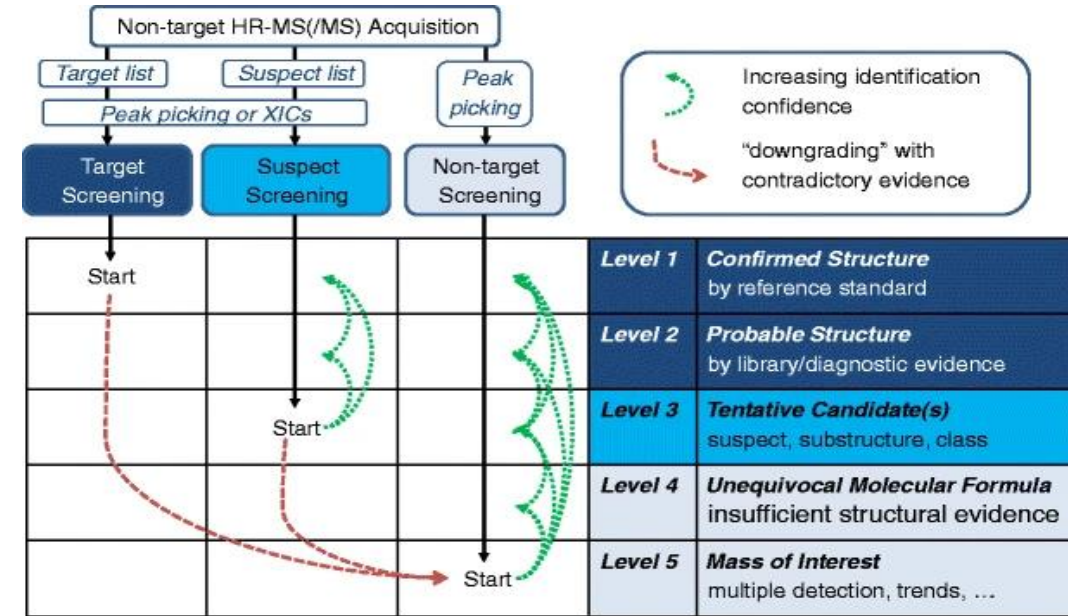 Non-target HR-MS(/MS) Acquisition
Target list
Suspect list
Peak
picking
Peak picking or XICs
Target
Screening
Suspect
Screening
Non-target
Screening
Increasing identification
confidence
“downgrading” with
contradictory evidence
Start
Level 1
Confirmed Structure
by reference standard
Level 2
Probable Structure
by library/diagnostic evidence
Start
Level 3
Tentative Candidate(s)
suspect, substructure, class
Level 4
Unequivocal Molecular Formula
insufficient structural evidence
Start
Level 5
Mass of Interest
multiple detection, trends, …